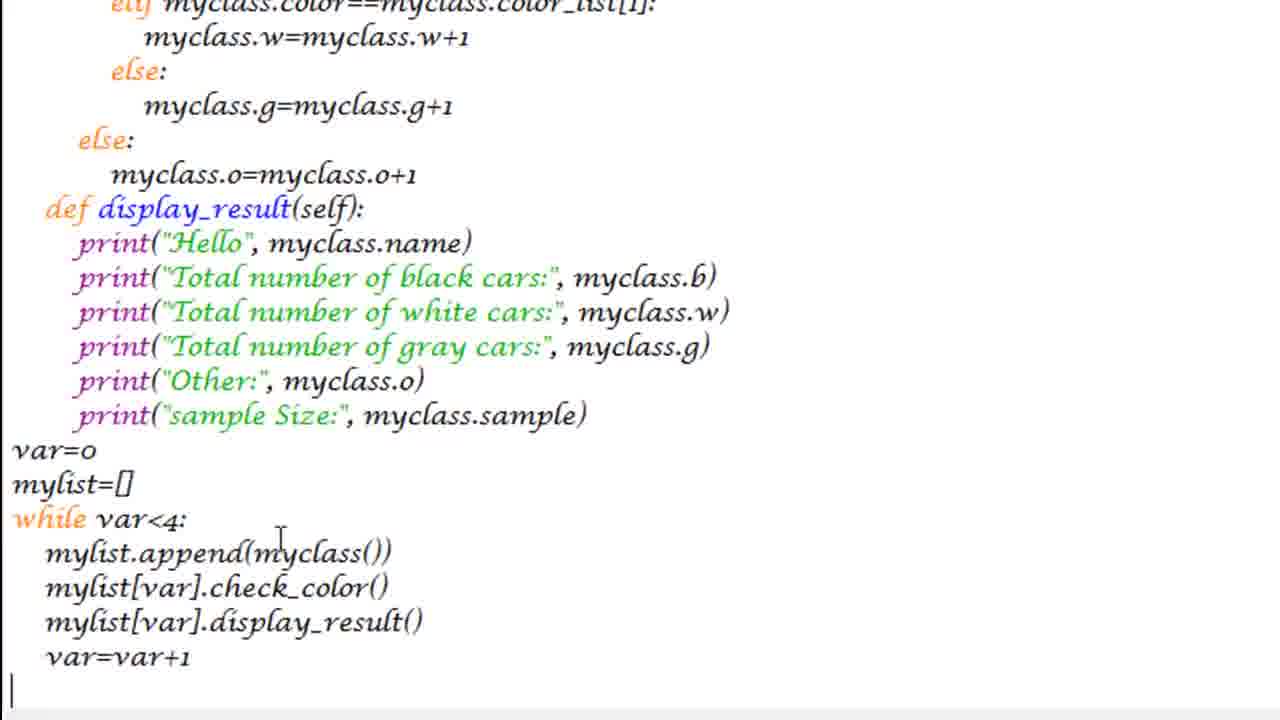 elif myclass.color==myclass.color_list[1]:
myclass.w=myclass.w+1
else:
myclass.g=myclass.g+1
else:
myclass.o=myclass.o+1
def display_result(self):
print("Hello", myclass.name)
print("Total number of black cars:", myclass.b)
print("Total number of white cars:", myclass.w)
print("Total number of gray cars:", myclass.g)
print("Other:", myclass.o)
print("sample Size:", myclass.sample)
var=0
mylist=[]
while var<4:
mylist.append(myclass())
mylist[var].check_color()
mylist[var].display_result()
var=var+1